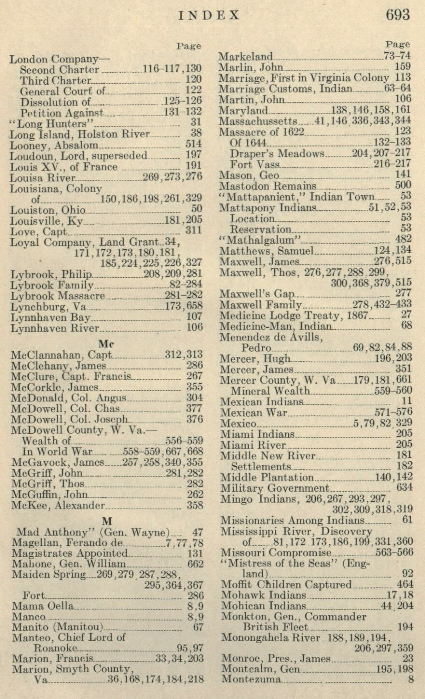 INDEX 693
Page
London Company—
Second Charter 116-117,130
Third Charter 120
General Court of 122
Dissolution of 125-126
Petition Against 131-132
"Long Hunters" 31
Long Island, Holston River 38
Looney, Absalom 514
Loudoun, Lord, superseded 197
Louis XV., of France 191
Louisa River 269,273,276
Louisiana, Colony
of 150,186,198,261,329
Louiston, Ohio 50
Louisville, Ky 181,205
Love, Capt. 311
Loyal Company, Land Grant 34,
171,172,173,180,181,
185,224,225,226,327
Lybrook, Philip 208,209,281
Lybrook Family 82-284
Lybrook Massacre 281-282
Lynchburg, Va 173,658
Lynnhaven Bay 107
Lynnhaven River 106
Mc
McClannahan, Capt. 312,313
McClehany, James 286
McClure, Capt. Francis 267
McCorkle, James 355
McDonald, Col. Angus 304
McDowell, Col. Chas 377
McDowell, Col. Joseph 376
McDowell County, W. Va.—
Wealth of 556-559
In World War 558-559,667,668
McGavock, James 257,258,340,355
McGriff, John 281,282
McGriff, Thos 282
McGuffin, John 262
McKee, Alexander 358
M
Mad Anthony" (Gen. Wayne) 47
Magellan, Ferando de 7,77,78
Magistrates Appointed 131
Mahone, Gen. William 662
Maiden Spring 269,279,287,288,
295,364,367
Fort 286
Mama Oella 8,9
Manco 8,9
Manito (Manitou) 67
Manteo, Chief Lord of
Roanoke 95,97
Marion, Francis 33,34,203
Marion, Smyth County,
Va. 36,168,174,184,218
Page
Markeland 73-74
Marlin, John 159
Marriage, First in Virginia Colony 113
Marriage Customs, Indian 63-64
Martin, John 106
Maryland 138,146,158,161
Massachussetts 41,146,336,343,344
Massacre of 1622 123
Of 1644 132-133
Draper's Meadows 204,207-217
Fort Vass 216-217
Mason, Geo 141
Mastodon Remains 500
"Mattapanient," Indian Town 53
Mattapony Indians 51,52,53
Location 53
Reservation 53
"Mathalgum" 482
Matthews, Samuel 124,134
Maxwell, James 276,515
Maxwell, Thos, 276,277,288,299,
300,368,379,515
Maxwell's Gap 277
Maxwell Family 278,432-433
Medicine Lodge Treaty, 1867 27
Medicine-Man, Indian 68
Menendez de Avills,
Pedro 69,82,84,88
Mercer, Hugh 196,203
Mercer, James 351
Mercer County, W. Va 179,181,661
Mineral Wealth 559-560
Mexican Indians 11
Mexican War 571-576
Mexico 5,79,82,329
Miami Indians 205
Miami River 205
Middle New River 181
Settlements 182
Middle Plantation 140,142
Military Government 634
Mingo Indians, 206,267,293,297,
302,309,318,319
Missionaries Among Indians 61
Mississippi River, Discovery
of 81,172,173,186,199,331,360
Missouri Compromise 563-566
"Mistress of the Seas" (Eng-
land) 92
Moffit Children Captured 464
Mohawk Indians 17,18
Mohican Indians 44,204
Monkton, Gen., Commander
British Fleet 194
Monongahela River 188,189,194,
206,297,359
Monroe, Pres., James 23
Montcalm, Gen 195,198
Montezuma 8